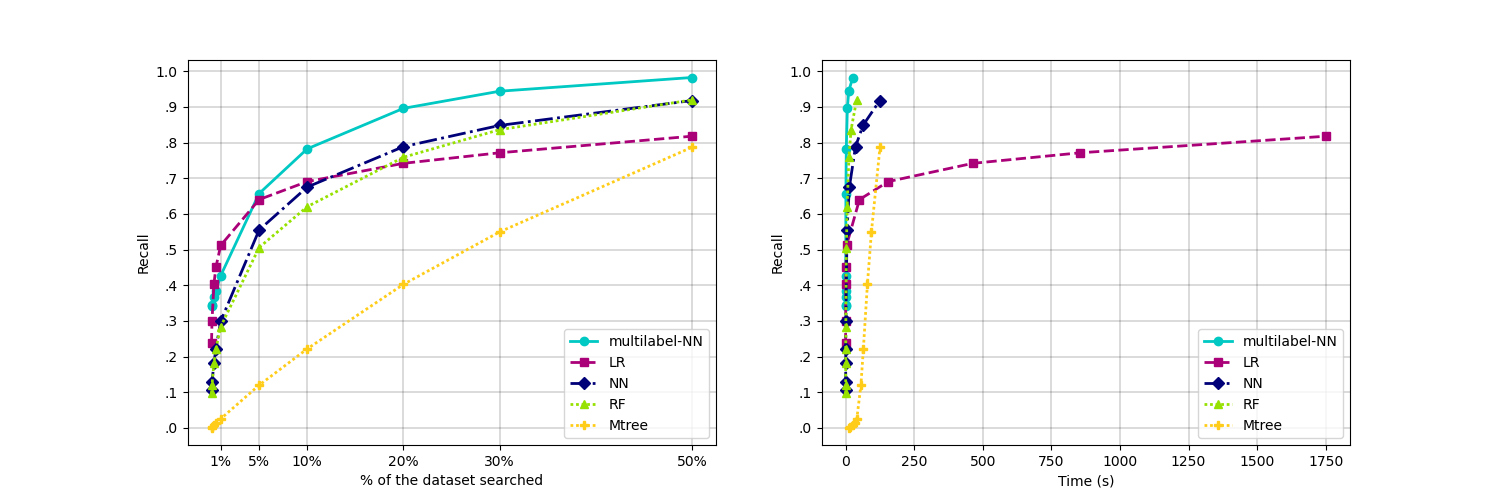 1.0
.9
.8
.7
.6
.5
.4
.3
.2
.1
.0
Recall
1% 5% 10% 20% 30% 50%
% of the dataset searched
multilabel-NN
LR
NN
RF
Mtree
1.0
.9
.8
.7
.6
.5
.4
.3
.2
.1
.0
Recall
0 250 500 750 1000 1250 1500 1750
Time (s)
multilabel-NN
LR
NN
RF
Mtree